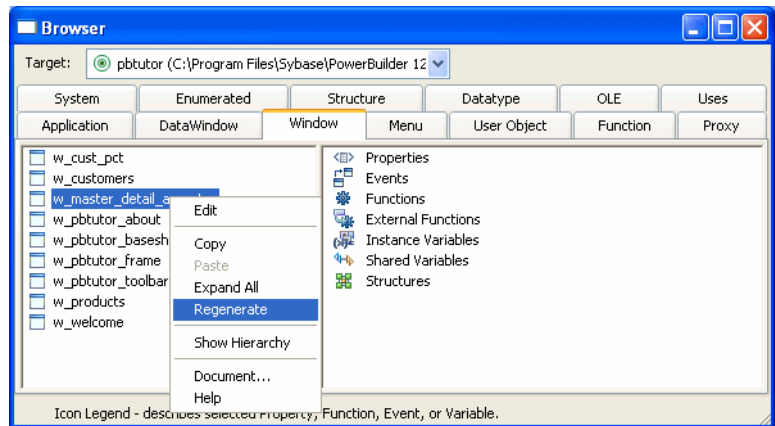 Browser
Target: pbtutor (C:\Program Files\Sybase\PowerBuilder 12
System Enumerated Structure Datatype OLE Uses
Application DataWindow Window Menu User Object Function Proxy
w_cust_pct
w_customers
w_master_detail_a
w_pbtutor_about
w_pbtutor_basesh
w_pbtutor_frame
w_pbtutor_toolbar
w_products
w_welcome
Edit
Copy
Paste
Expand All
Regenerate
Show Hierarchy
Document...
Help
Properties
Events
Functions
External Functions
Instance Variables
Shared Variables
Structures
Icon Legend - describes selected Property, Function, Event, or Variable.